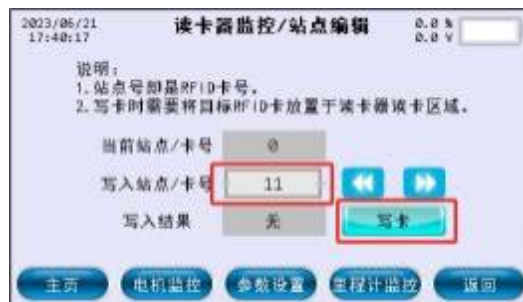 2023/06/21
17:40:17
读卡器监控/站点编辑
0.0 %
0.0 V
说明：
1. 站点号即是RFID卡号。
2. 写卡时需要将目标RFID卡放置于读卡器读卡区域。
当前站点/卡号 0
写入站点/卡号 11
写入结果 无 写卡
主页 电机监控 参数设置 里程计监控 返回